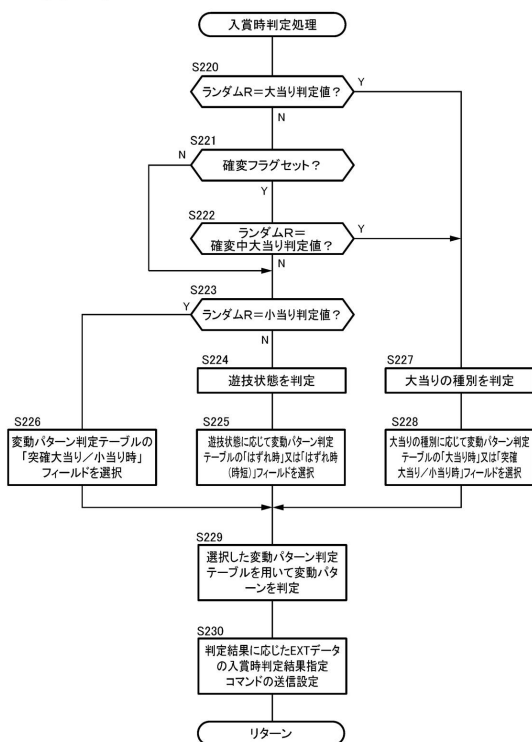 入賞時判定処理
S220
ランダムR＝大当り判定値？
Y
N
S221
N
確変フラグセット？
Y
S222
ランダムR＝
確変中大当り判定値？
Y
N
S223
Y
ランダムR＝小当り判定値？
N
S224
遊技状態を判定
S227
大当りの種別を判定
S226
変動パターン判定テーブルの
「突確大当り／小当り時」
フィールドを選択
S225
遊技状態に応じて変動パターン判定
テーブルの「はずれ時」又は「はずれ時
（時短）」フィールドを選択
S228
大当りの種別に応じて変動パターン判定
テーブルの「大当り時」又は「突確
大当り／小当り時」フィールドを選択
S229
選択した変動パターン判定
テーブルを用いて変動パタ
ーンを判定
S230
判定結果に応じたEXTデータ
の入賞時判定結果指定
コマンドの送信設定
リターン